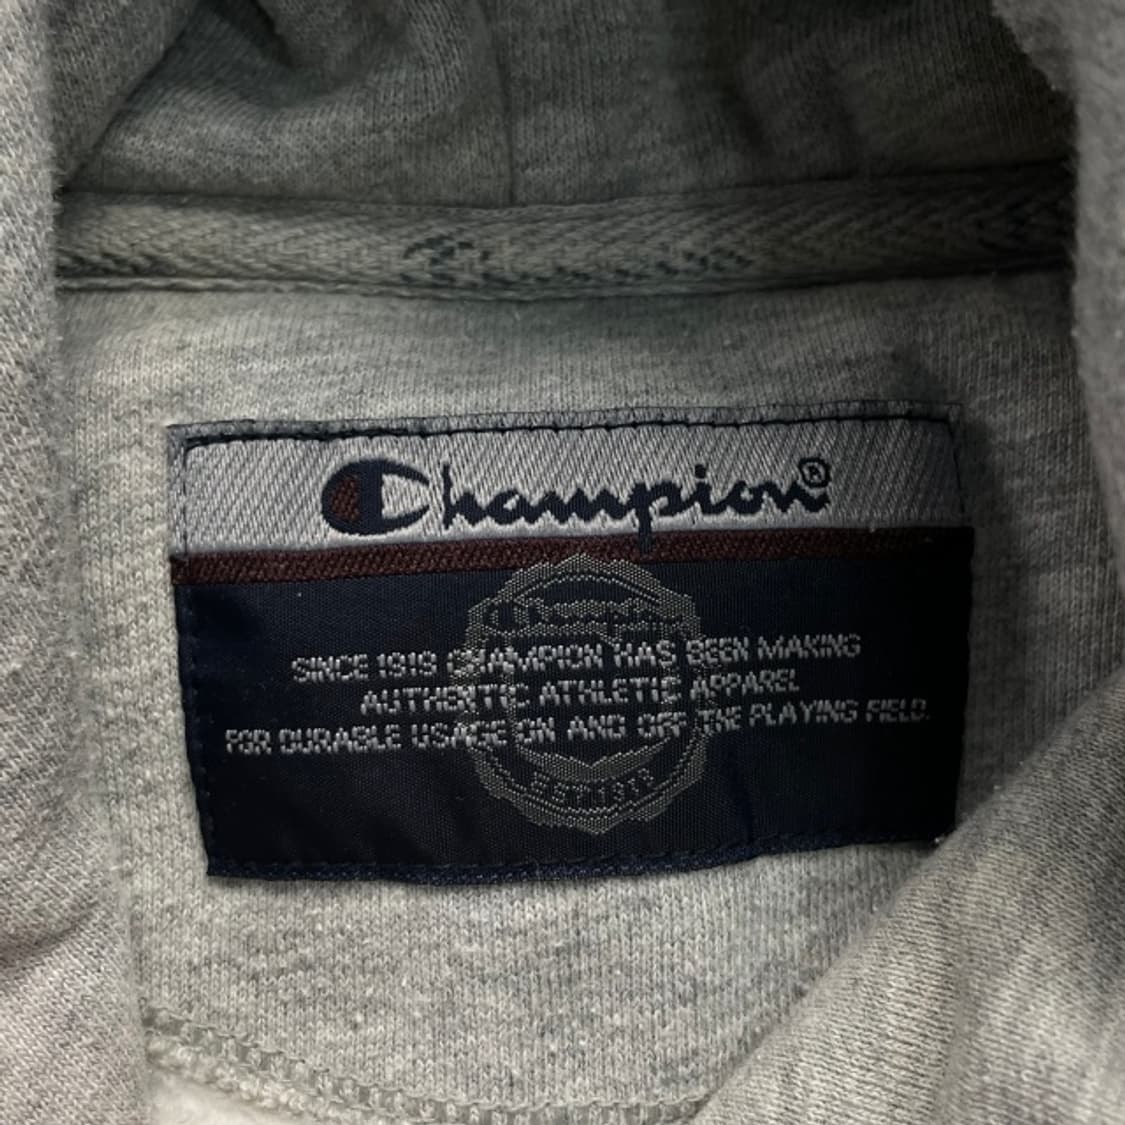 Champion®
Champion
SINCE 1919 CHAMPION HAS BEEN MAKING
AUTHENTIC ATHLETIC APPAREL
FOR DURABLE USAGE ON AND OFF THE PLAYING FIELD.
EST 1919